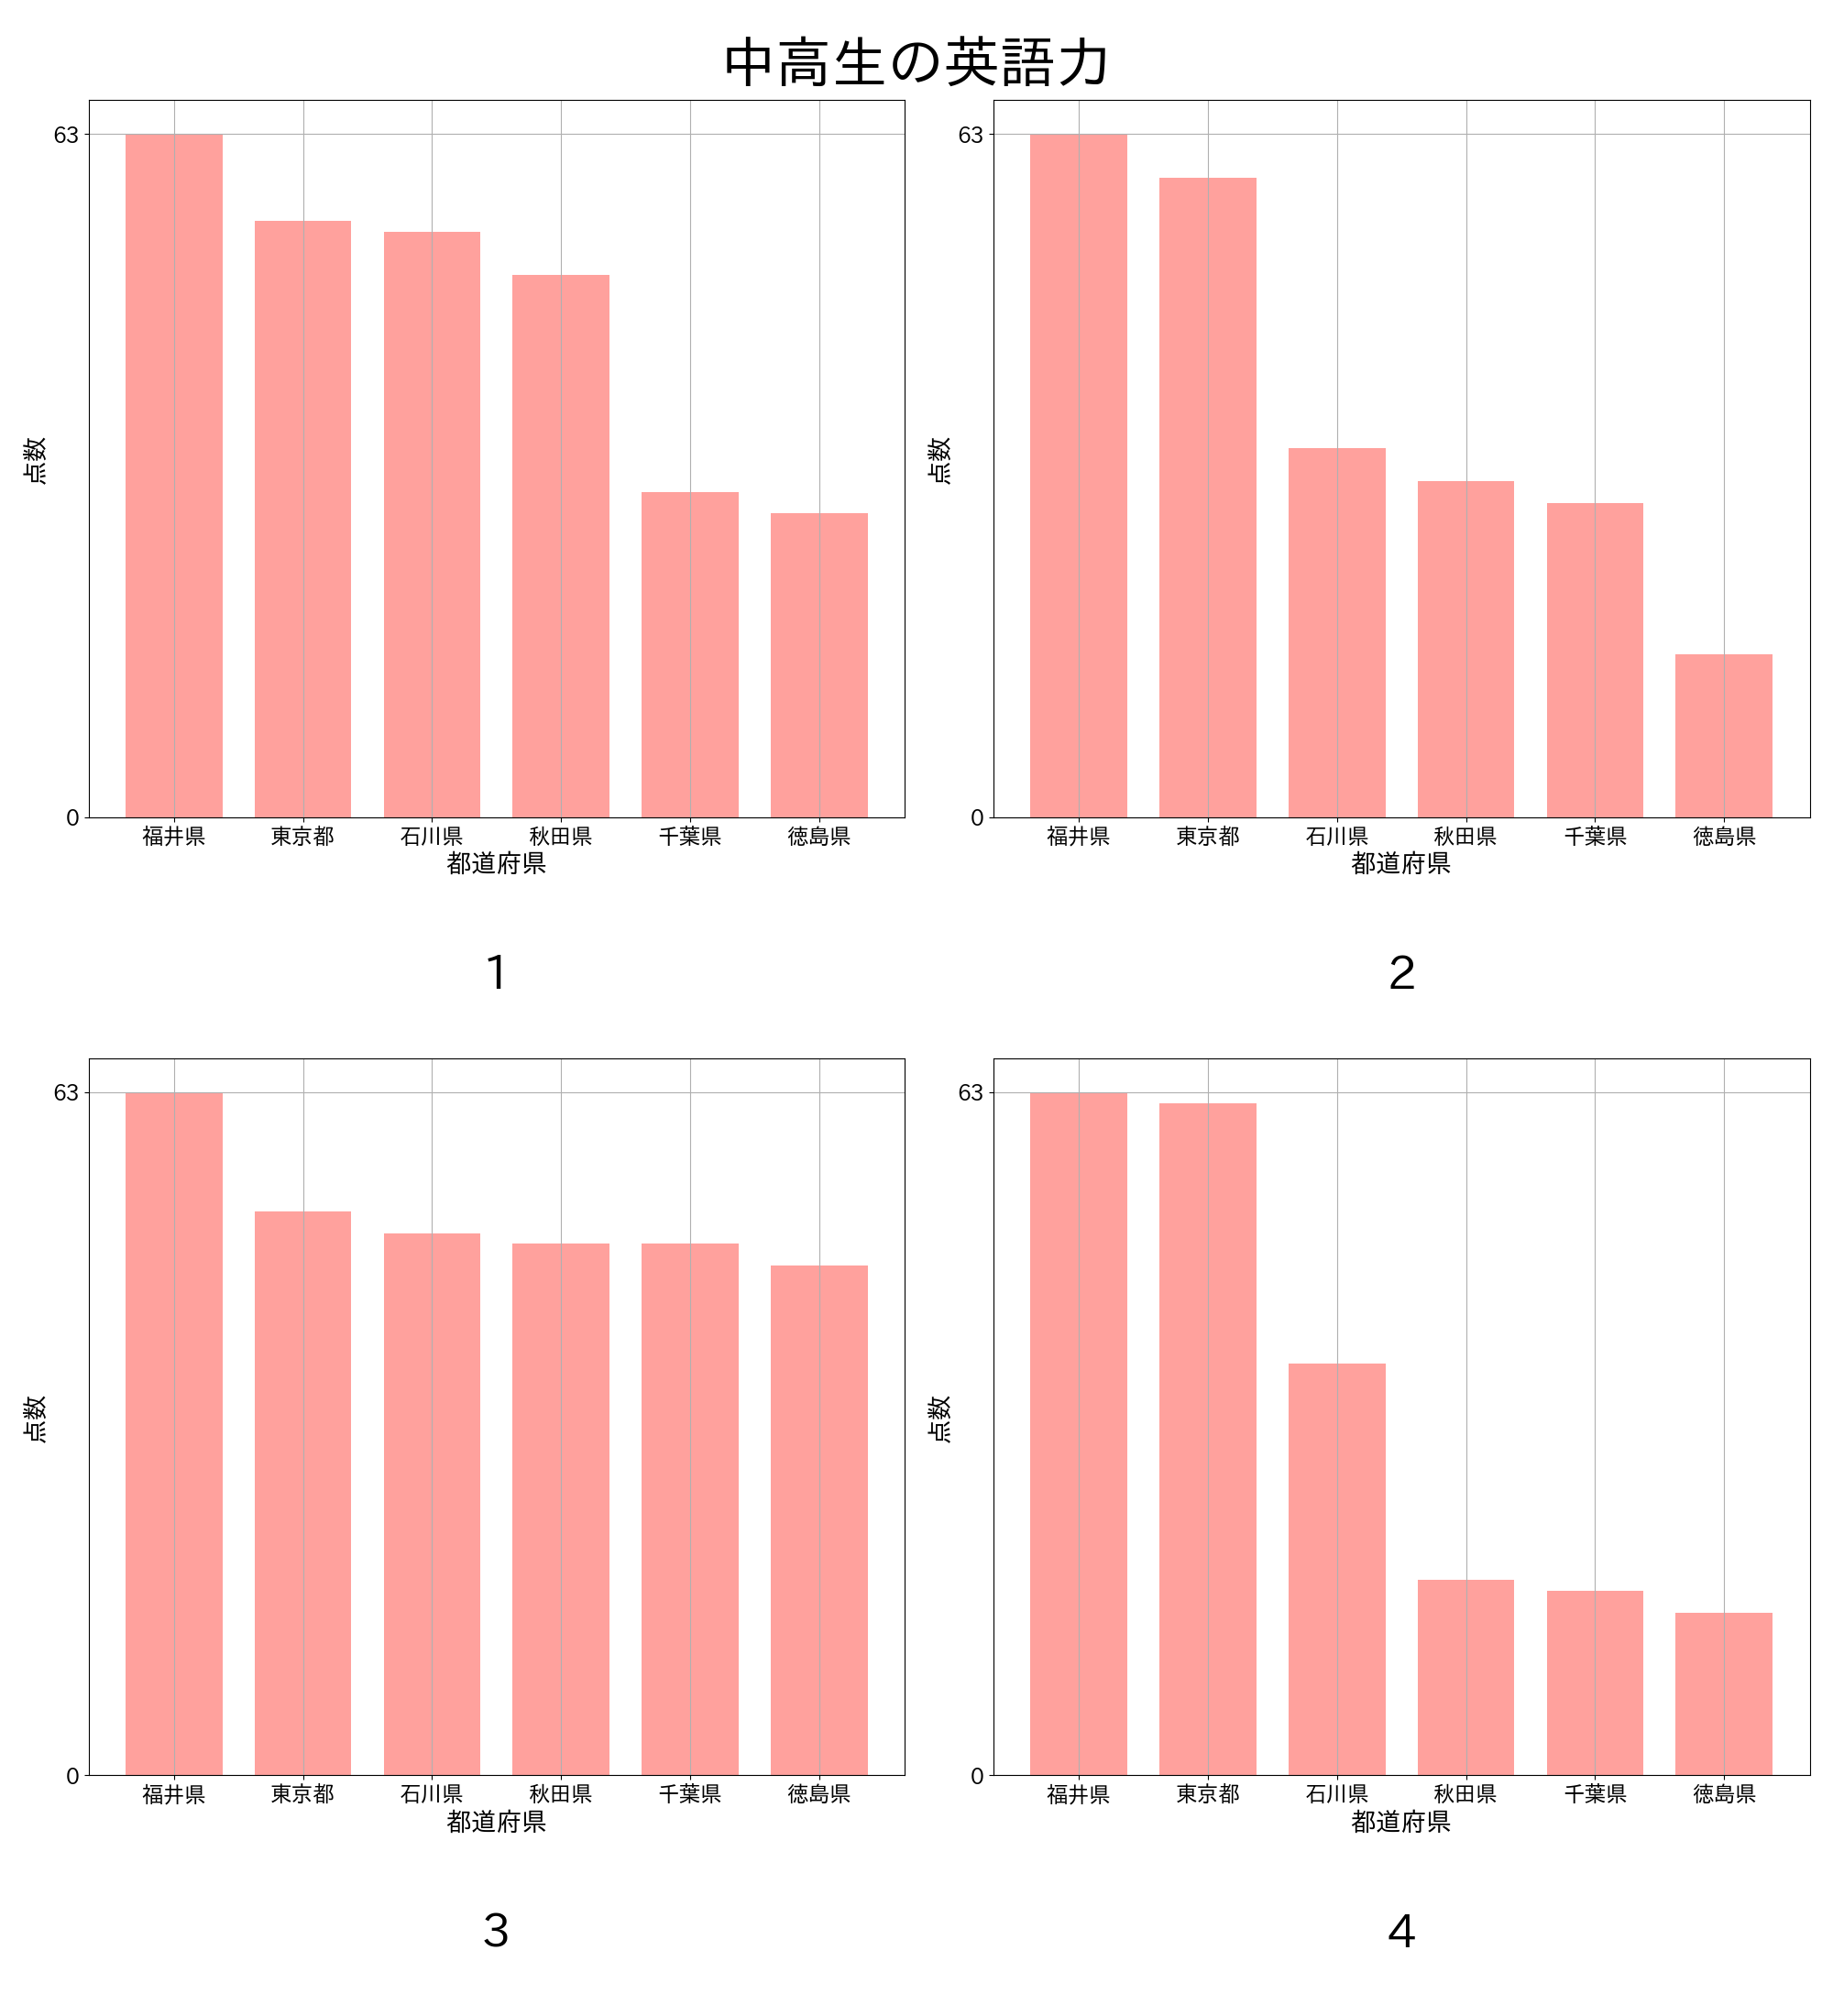 中高生の英語力
63
0
点数
福井県 東京都 石川県 秋田県 千葉県 徳島県
都道府県
1
63
0
点数
福井県 東京都 石川県 秋田県 千葉県 徳島県
都道府県
2
63
0
点数
福井県 東京都 石川県 秋田県 千葉県 徳島県
都道府県
3
63
0
点数
福井県 東京都 石川県 秋田県 千葉県 徳島県
都道府県
4